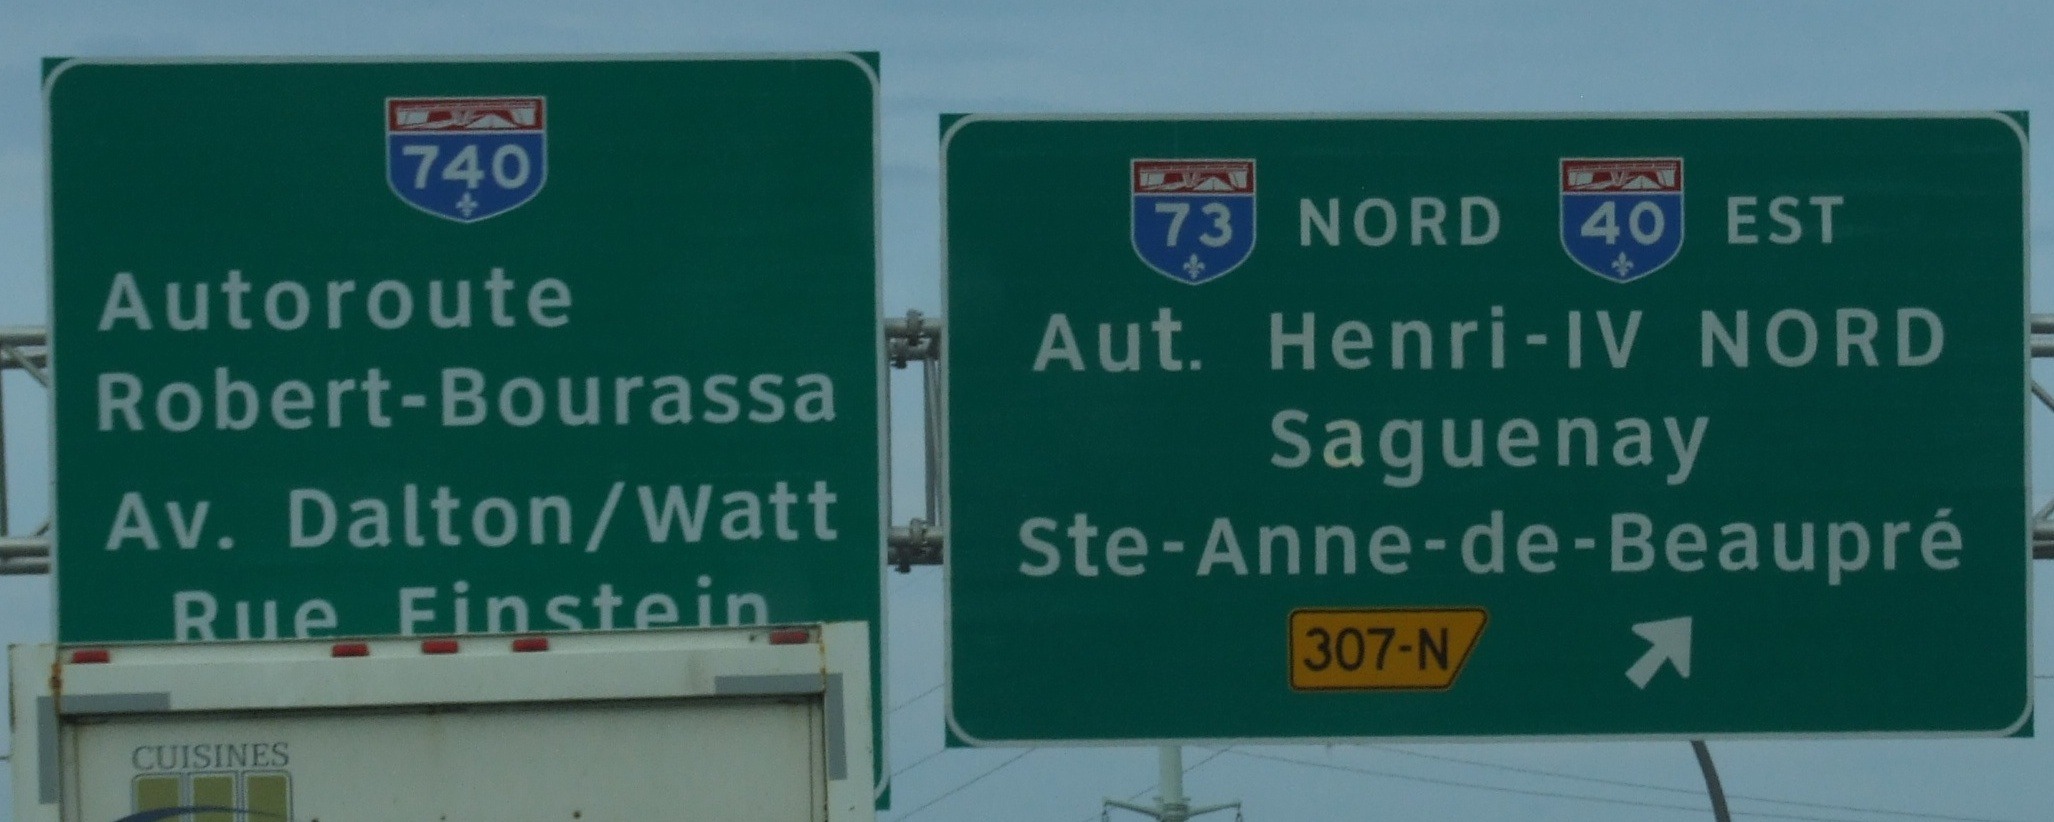 740
Autoroute
Robert-Bourassa
Av. Dalton/Watt
Rue Einstein
73 NORD 40 EST
Aut. Henri-IV NORD
Saguenay
Ste-Anne-de-Beaupré
307-N
CUISINES